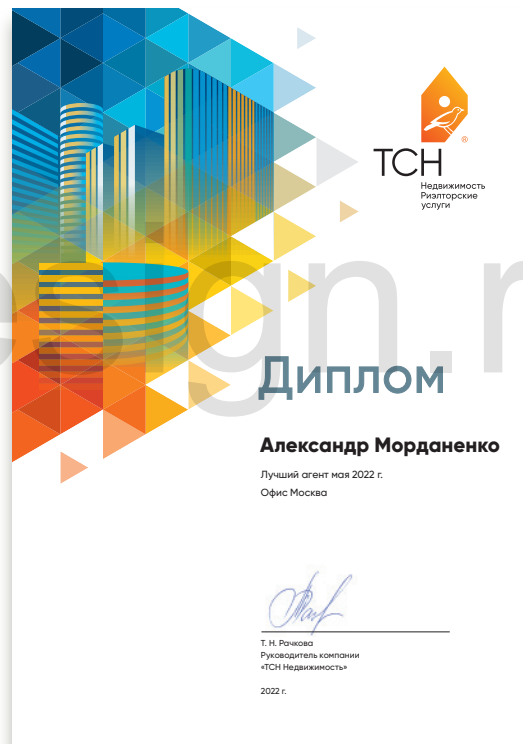 ТСН
®
Недвижимость
Риэлторские
услуги
esign.r
Диплом
Александр Морданенко
Лучший агент мая 2022 г.
Офис Москва
Т. Н. Рачкова
Руководитель компании
«ТСН Недвижимость»
2022 г.